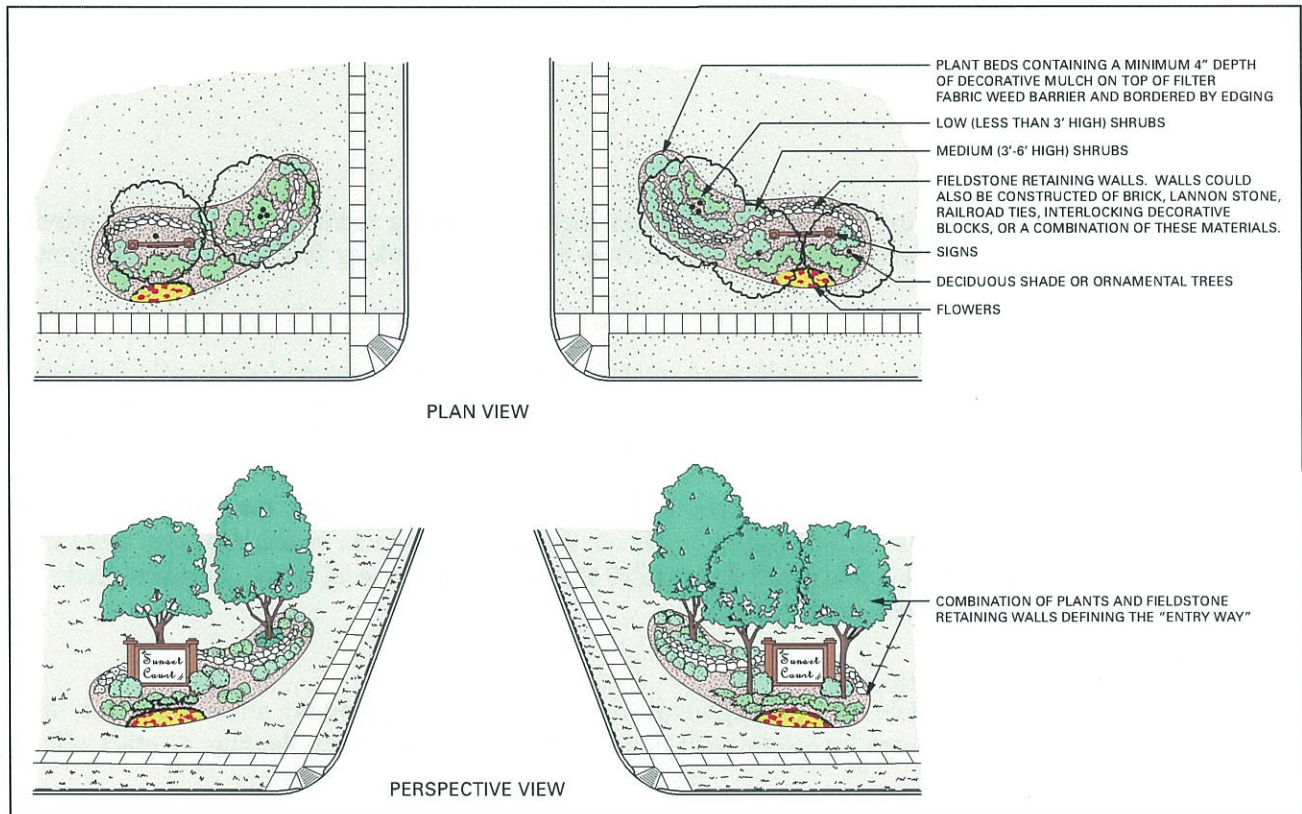 PLANT BEDS CONTAINING A MINIMUM 4" DEPTH
OF DECORATIVE MULCH ON TOP OF FILTER
FABRIC WEED BARRIER AND BORDERED BY EDGING
LOW (LESS THAN 3' HIGH) SHRUBS
MEDIUM (3'-6' HIGH) SHRUBS
FIELDSTONE RETAINING WALLS. WALLS COULD
ALSO BE CONSTRUCTED OF BRICK, LANNON STONE,
RAILROAD TIES, INTERLOCKING DECORATIVE
BLOCKS, OR A COMBINATION OF THESE MATERIALS.
SIGNS
DECIDUOUS SHADE OR ORNAMENTAL TREES
FLOWERS
PLAN VIEW
Sunset
Court
Sunset
Court
COMBINATION OF PLANTS AND FIELDSTONE
RETAINING WALLS DEFINING THE "ENTRY WAY"
PERSPECTIVE VIEW